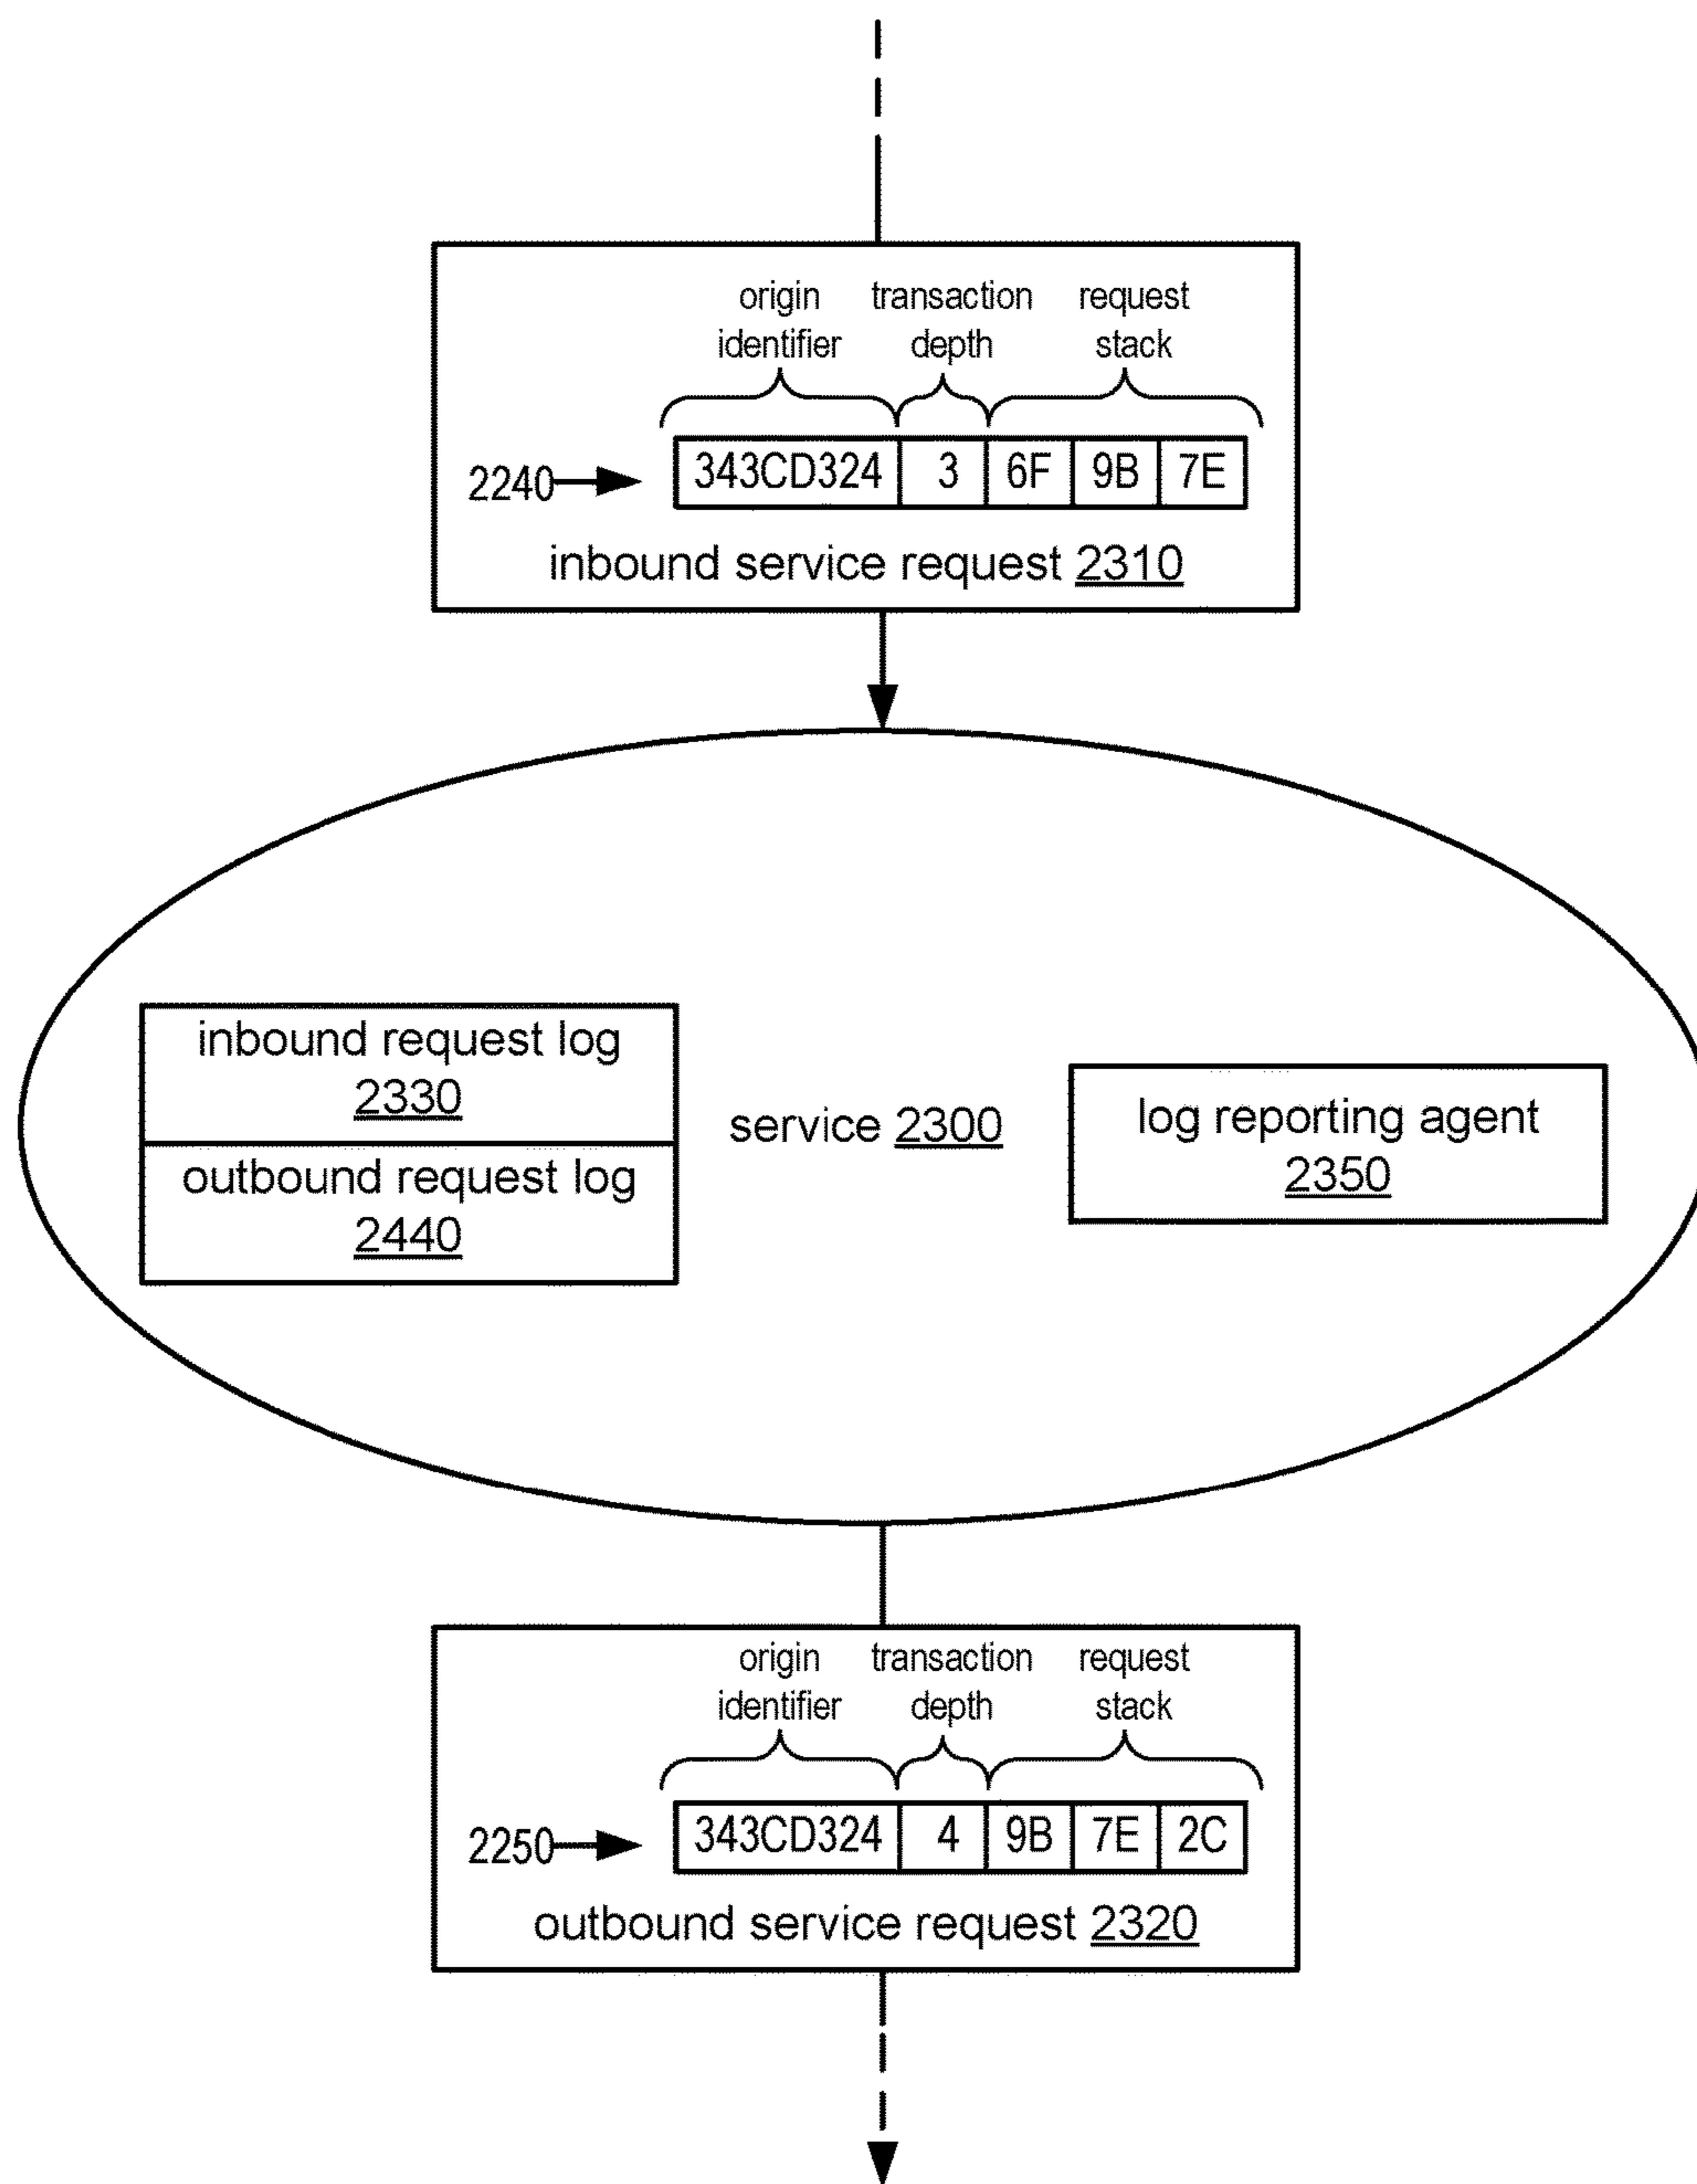 origin transaction request
identifier depth stack
2240 343CD324 3 6F 9B 7E
inbound service request 2310
inbound request log
2330
outbound request log
2440
service 2300
log reporting agent
2350
origin transaction request
identifier depth stack
2250 343CD324 4 9B 7E 2C
outbound service request 2320